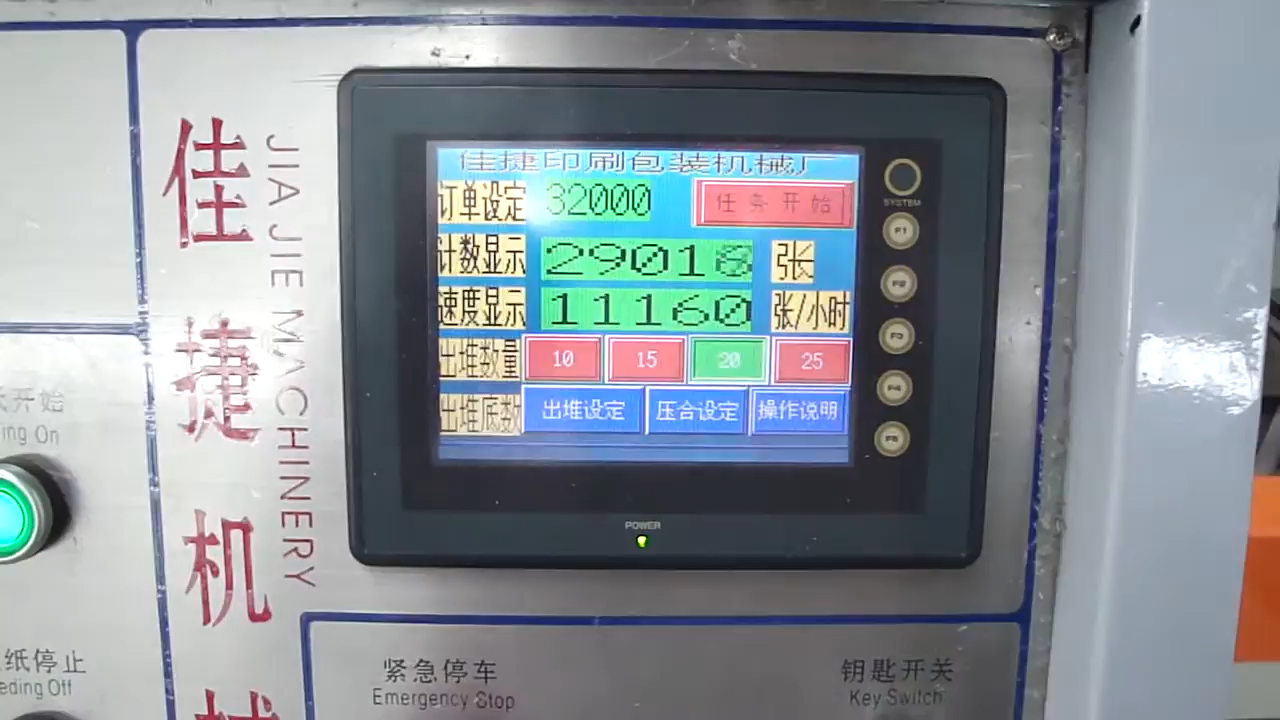 佳捷机
JIA JIE MACHINERY
佳捷印刷包装机械厂
订单设定 32000 任务开始
计数显示 2901 张
速度显示 11160 张/小时
出堆数量 10 15 20 25
出堆底数 出堆设定 压合设定 操作说明
SYSTEM
F1
F2
F3
F4
F5
POWER
开始
ing On
纸停止
eding Off
紧急停车
Emergency Stop
钥匙开关
Key Switch